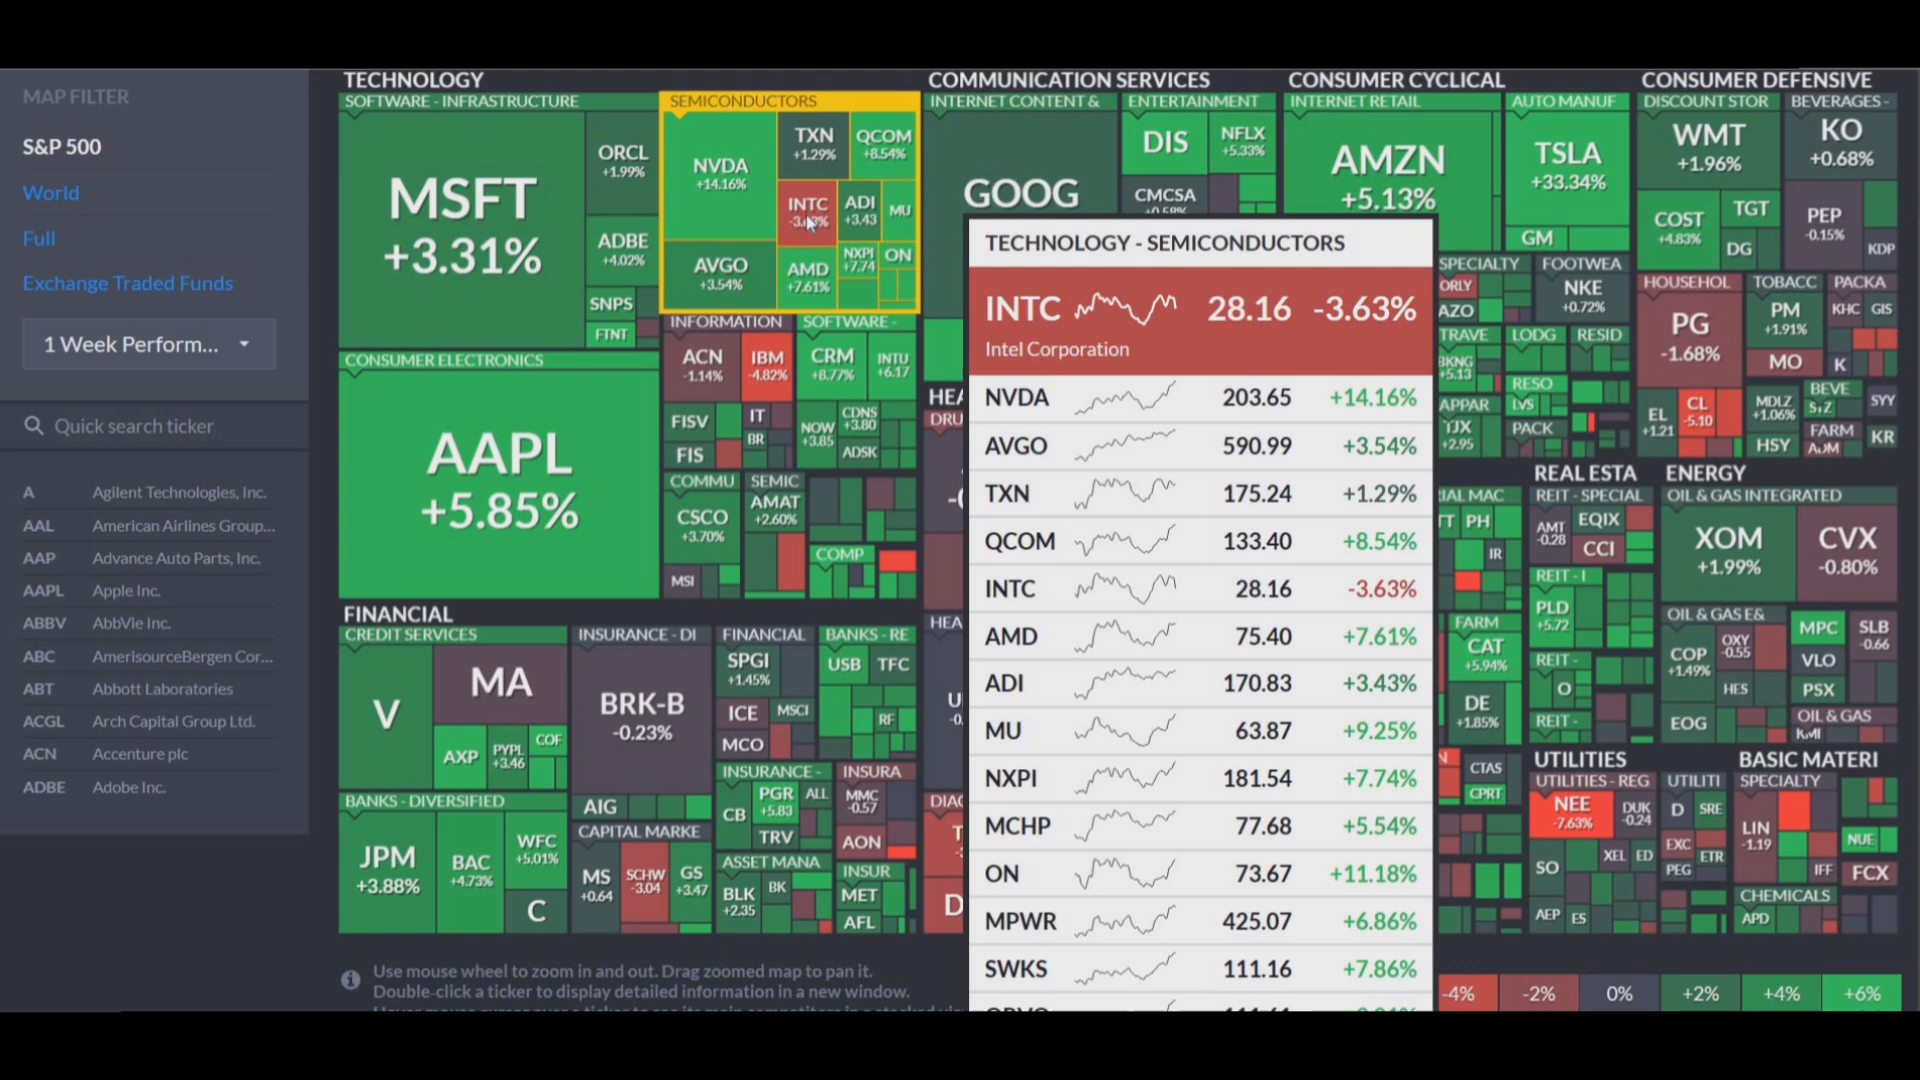 MAP FILTER
S&P 500
World
Full
Exchange Traded Funds
1 Week Perform...
Quick search ticker
A Agilent Technologies, Inc.
AAL American Airlines Group...
AAP Advance Auto Parts, Inc.
AAPL Apple Inc.
ABBV AbbVie Inc.
ABC AmerisourceBergen Cor...
ABT Abbott Laboratories
ACGL Arch Capital Group Ltd.
ACN Accenture plc
ADBE Adobe Inc.
TECHNOLOGY
SOFTWARE - INFRASTRUCTURE
MSFT
+3.31%
ORCL
+1.99%
ADBE
+4.02%
SNPS
FTNT
SEMICONDUCTORS
NVDA
+14.16%
TXN
+1.29%
QCOM
+8.54%
INTC
ADI
+3.43
MU
AVGO
+3.54%
AMD
+7.61%
NXPI
+7.74
ON
CONSUMER ELECTRONICS
AAPL
+5.85%
INFORMATION
ACN
-1.14%
IBM
-4.82%
FISV
IT
BR
FIS
SOFTWARE -
CRM
+8.77%
INTU
+6.17
NOW
+3.85
CDNS
+3.80
ADSK
COMMU
CSCO
+3.70%
MSI
SEMIC
AMAT
+2.60%
COMP
FINANCIAL
CREDIT SERVICES
V
MA
AXP
PYPL
+3.46
COF
BANKS - DIVERSIFIED
JPM
+3.88%
BAC
+4.73%
WFC
+5.01%
C
INSURANCE - DI
BRK-B
-0.23%
AIG
CAPITAL MARKE
MS
+0.64
SCHW
-3.04
GS
+3.47
FINANCIAL
SPGI
+1.45%
ICE
MSCI
MCO
BANKS - RE
USB
TFC
RF
INSURANCE -
CB
PGR
+5.83
ALL
TRV
INSURA
MMC
-0.57
AON
ASSET MANA
BLK
+2.35
BK
INSUR
MET
AFL
COMMUNICATION SERVICES
INTERNET CONTENT &
GOOG
ENTERTAINMENT
DIS
NFLX
+5.33%
CMCSA
CONSUMER CYCLICAL
INTERNET RETAIL
AMZN
+5.13%
AUTO MANUF
TSLA
+33.34%
GM
SPECIALTY
ORLY
AZO
FOOTWEA
NKE
+0.72%
TRAVE
BKNG
+5.13
LODG
RESID
RESO
LVS
APPAR
TJX
+2.95
PACK
CONSUMER DEFENSIVE
DISCOUNT STOR
WMT
+1.96%
COST
+4.83%
TGT
DG
BEVERAGES -
KO
+0.68%
PEP
-0.15%
KDP
HOUSEHOL
PG
-1.68%
EL
+1.21
CL
-5.10
TOBACC
PM
+1.91%
MO
PACKA
KHC
GIS
K
MDLZ
+1.06%
HSY
BEVE
STZ
SYY
FARM
ADM
KR
TECHNOLOGY - SEMICONDUCTORS
INTC 28.16 -3.63%
Intel Corporation
NVDA 203.65 +14.16%
AVGO 590.99 +3.54%
TXN 175.24 +1.29%
QCOM 133.40 +8.54%
INTC 28.16 -3.63%
AMD 75.40 +7.61%
ADI 170.83 +3.43%
MU 63.87 +9.25%
NXPI 181.54 +7.74%
MCHP 77.68 +5.54%
ON 73.67 +11.18%
MPWR 425.07 +6.86%
SWKS 111.16 +7.86%
HEA
DRU
HEA
DIAG
IAL MAC
PH
IR
FARM
CAT
+5.94%
DE
+1.85%
CTAS
CPRT
REAL ESTA
REIT - SPECIAL
AMT
-0.28
EQIX
CCI
REIT - I
PLD
+5.72
REIT -
O
REIT -
ENERGY
OIL & GAS INTEGRATED
XOM
+1.99%
CVX
-0.80%
OIL & GAS E&
COP
+1.49%
OXY
-0.55
HES
EOG
MPC
VLO
PSX
SLB
-0.66
OIL & GAS
KMI
UTILITIES
UTILITIES - REG
NEE
-7.63%
DUK
-0.24
SO
XEL
ED
AEP
ES
UTILITI
D
SRE
EXC
ETR
PEG
BASIC MATERI
SPECIALTY
LIN
-1.19
IFF
NUE
FCX
CHEMICALS
APD
Use mouse wheel to zoom in and out. Drag zoomed map to pan it.
Double-click a ticker to display detailed information in a new window.
-4% -2% 0% +2% +4% +6%